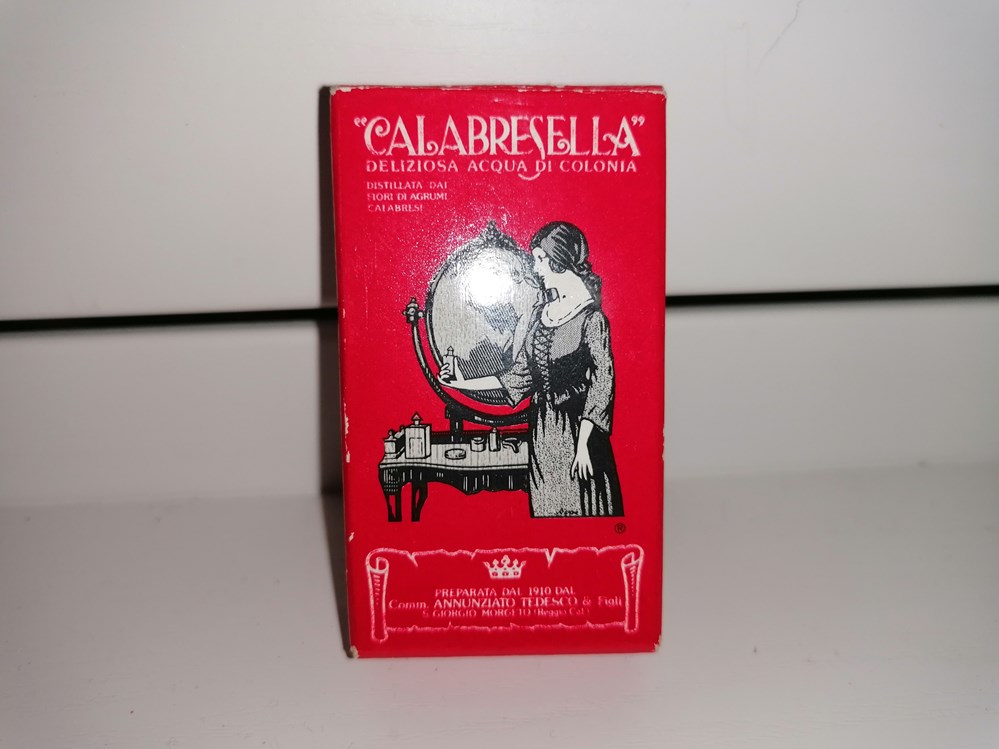 "CALABRESELLA"
DELIZIOSA ACQUA DI COLONIA
DISTILLATA DAI
FIORI DI AGRUMI
CALABRESI
®
PREPARATA DAL 1910 DAL
Comm. ANNUNZIATO TEDESCO & Figli
S. GIORGIO MORGETO (Reggio Cal.)